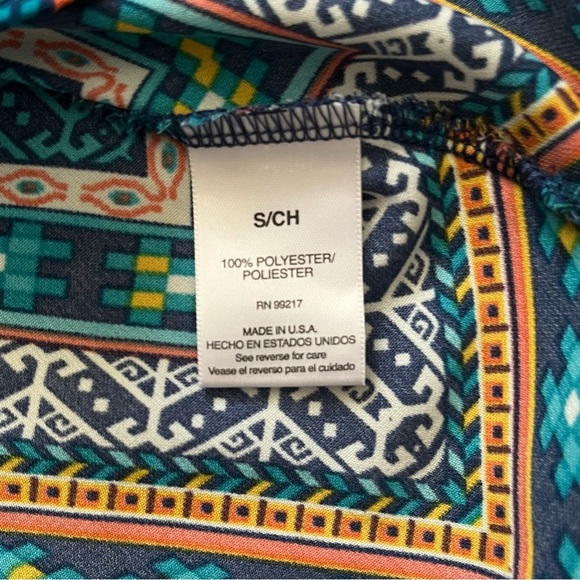 S/CH
100% POLYESTER/
POLIESTER
RN 99217
MADE IN U.S.A.
HECHO EN ESTADOS UNIDOS
See reverse for care
Vease el reverso para el cuidado